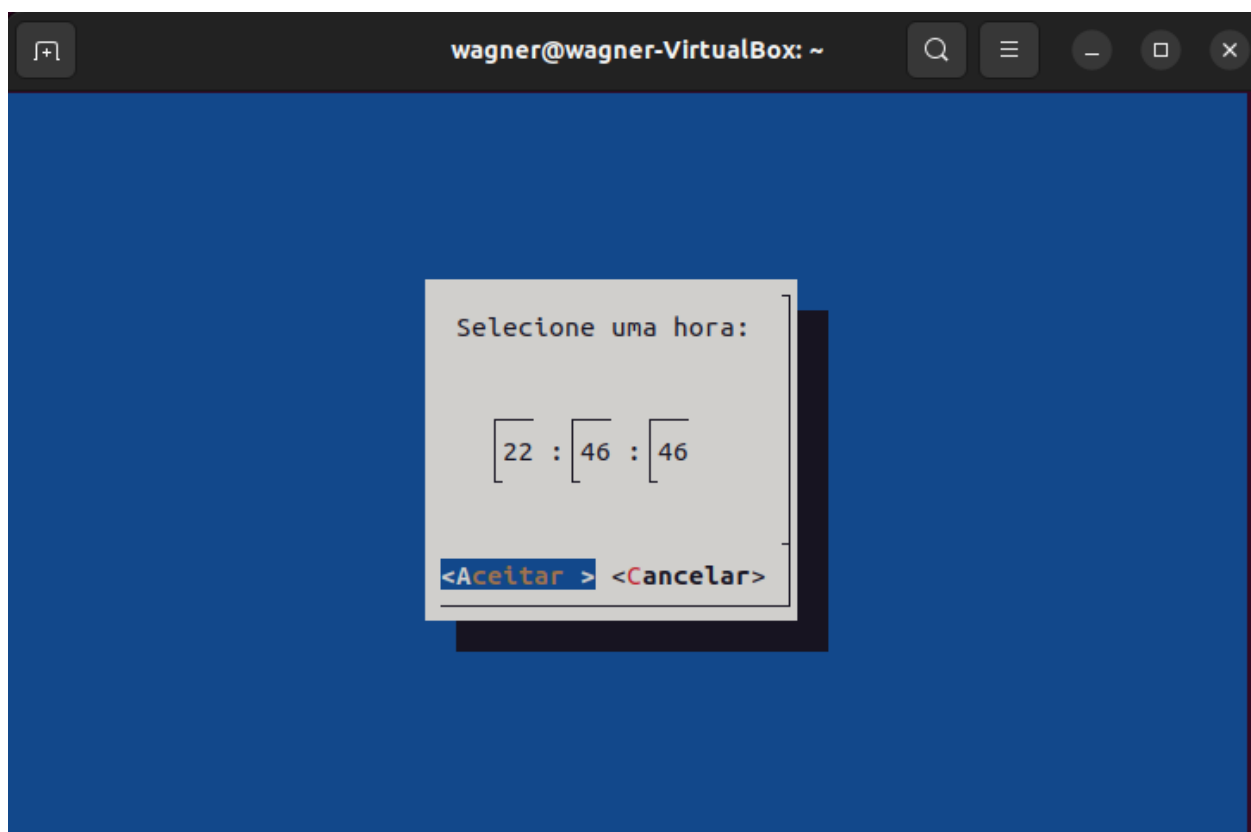 wagner@wagner-VirtualBox: ~
Selecione uma hora:
22 : 46 : 46
<Aceitar > <Cancelar>